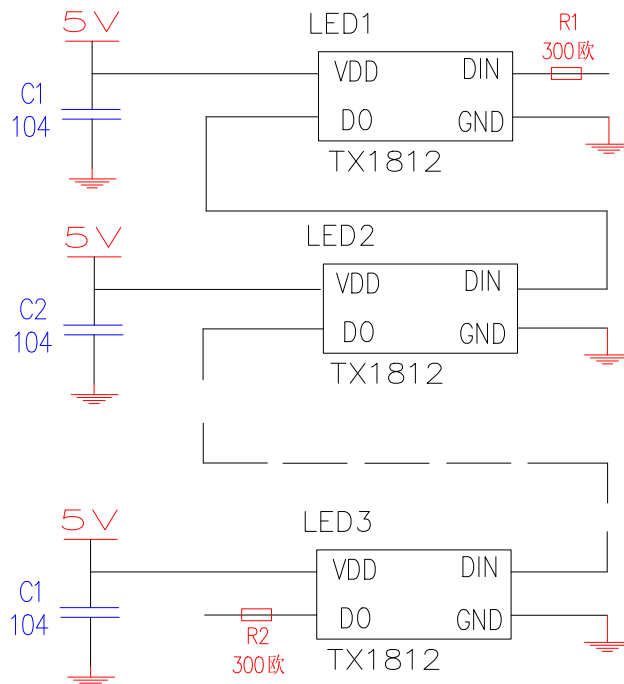 5V
LED1
R1
300欧
C1
104
VDD
DIN
DO
GND
TX1812
5V
LED2
C2
104
VDD
DIN
DO
GND
TX1812
5V
LED3
C1
104
VDD
DIN
DO
GND
R2
300欧
TX1812